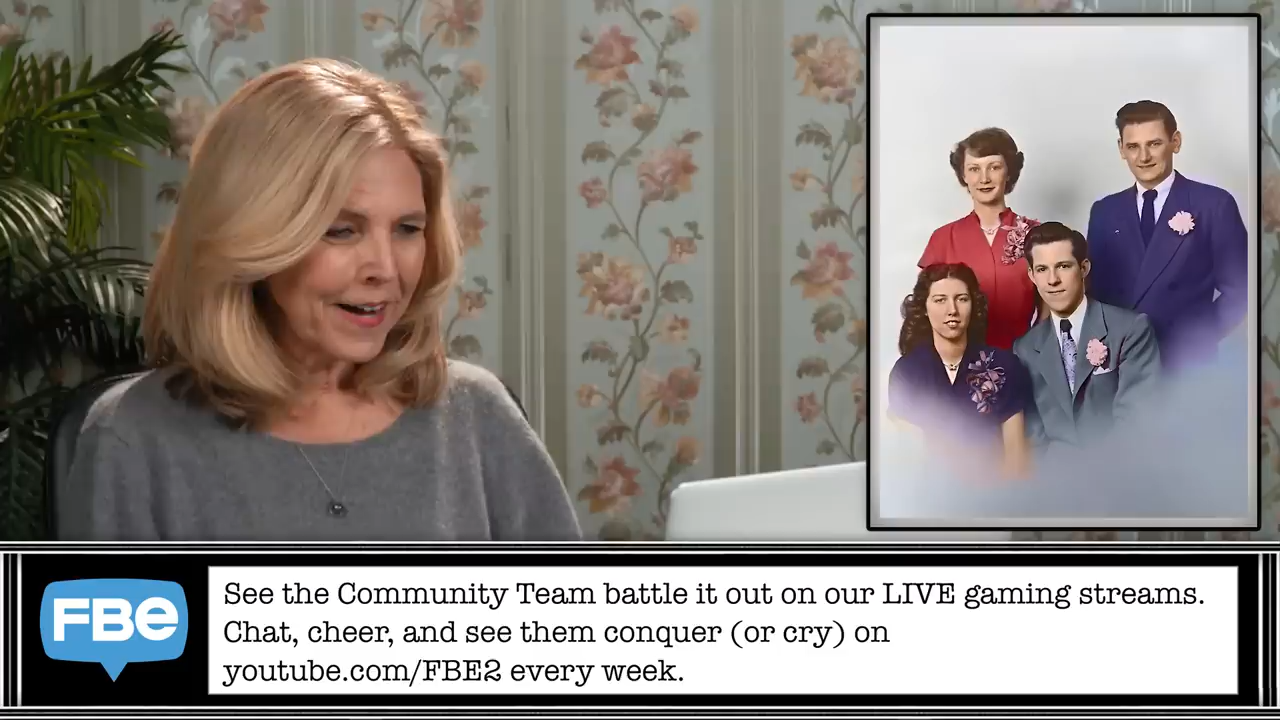 FBE
See the Community Team battle it out on our LIVE gaming streams.
Chat, cheer, and see them conquer (or cry) on
youtube.com/FBE2 every week.